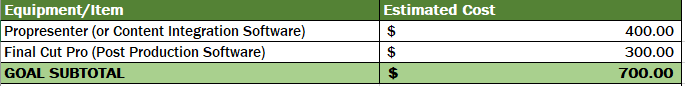 Equipment/Item Estimated Cost
Propresenter (or Content Integration Software) $ 400.00
Final Cut Pro (Post Production Software) $ 300.00
GOAL SUBTOTAL $ 700.00